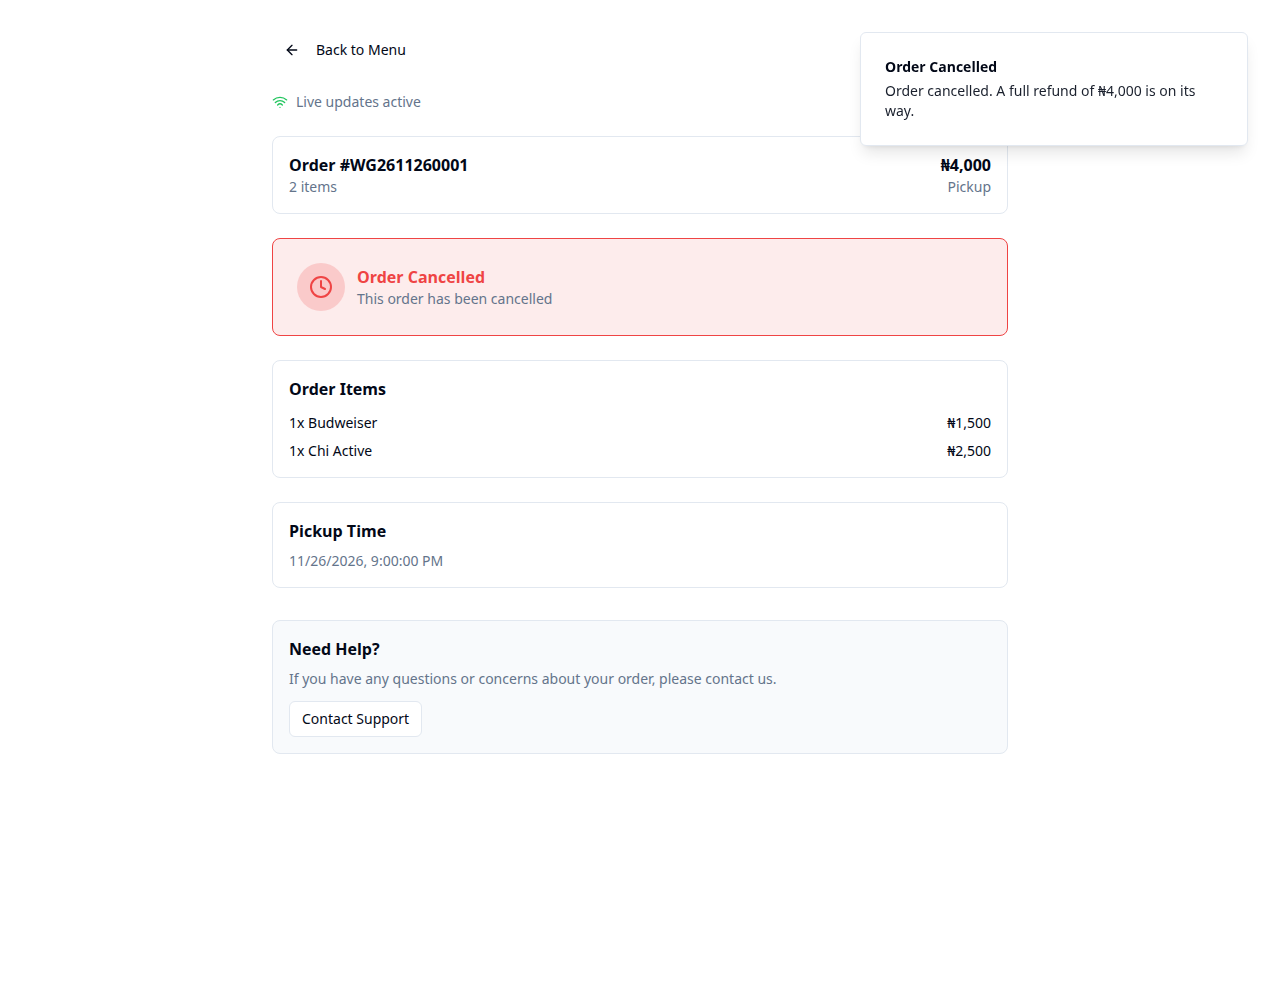 Back to Menu
Order Cancelled
Order cancelled. A full refund of ₦4,000 is on its
way.
Live updates active
Order #WG2611260001
₦4,000
2 items
Pickup
Order Cancelled
This order has been cancelled
Order Items
1x Budweiser
₦1,500
1x Chi Active
₦2,500
Pickup Time
11/26/2026, 9:00:00 PM
Need Help?
If you have any questions or concerns about your order, please contact us.
Contact Support